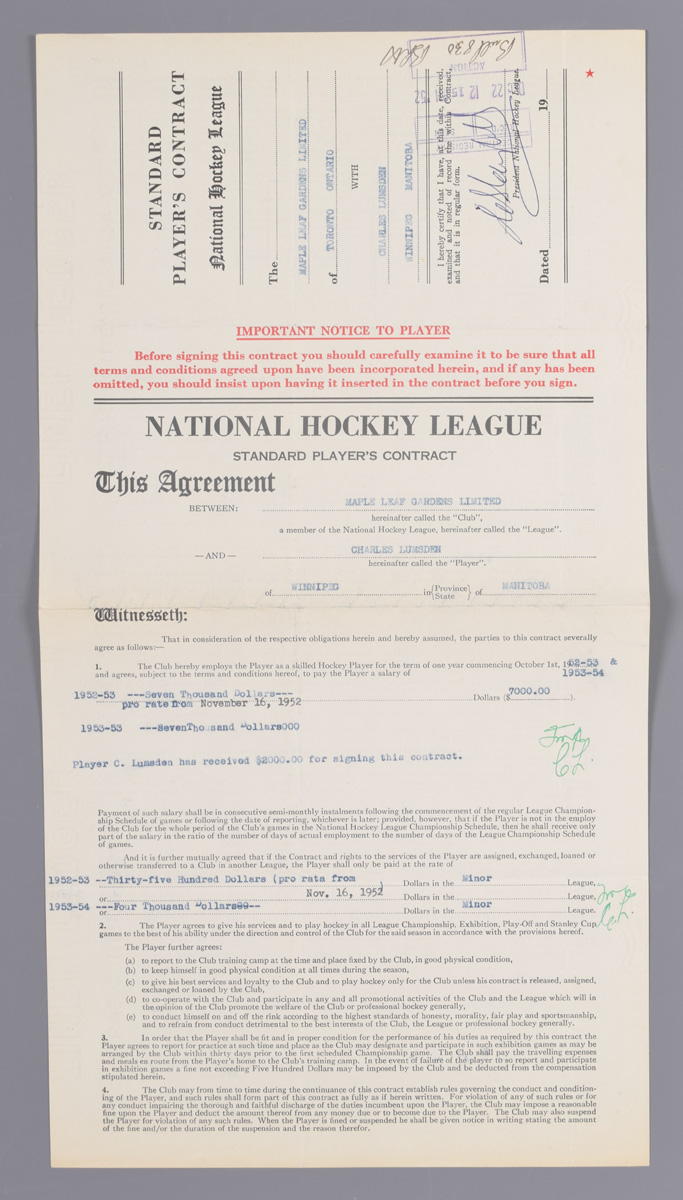 STANDARD
PLAYER'S CONTRACT
National Hockey League
The
MAPLE LEAF GARDENS LIMITED
of TORONTO ONTARIO
WITH
CHARLES LUMSDEN
WINNIPEG MANITOBA
I hereby certify that I have, at this date, received,
examined and noted of record the within Contract,
and that it is in regular form.
President National Hockey League.
Dated 19
IMPORTANT NOTICE TO PLAYER
Before signing this contract you should carefully examine it to be sure that all
terms and conditions agreed upon have been incorporated herein, and if any has been
omitted, you should insist upon having it inserted in the contract before you sign.
NATIONAL HOCKEY LEAGUE
STANDARD PLAYER'S CONTRACT
This Agreement
BETWEEN: MAPLE LEAF GARDENS LIMITED
hereinafter called the "Club",
a member of the National Hockey League, hereinafter called the "League".
—AND— CHARLES LUMSDEN
hereinafter called the "Player".
of WINNIPEG in {Province State} of MANITOBA
Witnesseth:
That in consideration of the respective obligations herein and hereby assumed, the parties to this contract severally
agree as follows:—
1. The Club hereby employs the Player as a skilled Hockey Player for the term of one year commencing October 1st, 1952-53 &
and agrees, subject to the terms and conditions hereof, to pay the Player a salary of 1953-54
1952-53 ---Seven Thousand Dollars--- Dollars ($7000.00).
pro rate from November 16, 1952
1953-53 ---SevenThousand Dollars000
Player C. Lumsden has received $2000.00 for signing this contract.
Payment of such salary shall be in consecutive semi-monthly instalments following the commencement of the regular League Champion-
ship Schedule of games or following the date of reporting, whichever is later; provided, however, that if the Player is not in the employ
of the Club for the whole period of the Club's games in the National Hockey League Championship Schedule, then he shall receive only
part of the salary in the ratio of the number of days of actual employment to the number of days of the League Championship Schedule
of games.
And it is further mutually agreed that if the Contract and rights to the services of the Player are assigned, exchanged, loaned or
otherwise transferred to a Club in another League, the Player shall only be paid at the rate of
1952-53 --Thirty-five Hundred Dollars (pro rata from ) Dollars in the Minor League,
or Nov. 16, 1952 Dollars in the League,
1953-54 ---Four Thousand Dollars00-- Dollars in the Minor League.
or
2. The Player agrees to give his services and to play hockey in all League Championship, Exhibition, Play-Off and Stanley Cup
games to the best of his ability under the direction and control of the Club for the said season in accordance with the provisions hereof.
The Player further agrees:
(a) to report to the Club training camp at the time and place fixed by the Club, in good physical condition,
(b) to keep himself in good physical condition at all times during the season,
(c) to give his best services and loyalty to the Club and to play hockey only for the Club unless his contract is released, assigned,
exchanged or loaned by the Club,
(d) to co-operate with the Club and participate in any and all promotional activities of the Club and the League which will in
the opinion of the Club promote the welfare of the Club or professional hockey generally,
(e) to conduct himself on and off the rink according to the highest standards of honesty, morality, fair play and sportsmanship,
and to refrain from conduct detrimental to the best interests of the Club, the League or professional hockey generally.
3. In order that the Player shall be fit and in proper condition for the performance of his duties as required by this contract the
Player agrees to report for practice at such time and place as the Club may designate and participate in such exhibition games as may be
arranged by the Club within thirty days prior to the first scheduled Championship game. The Club shall pay the travelling expenses
and meals en route from the Player's home to the Club's training camp. In the event of failure of the player to so report and participate
in exhibition games a fine not exceeding Five Hundred Dollars may be imposed by the Club and be deducted from the compensation
stipulated herein.
4. The Club may from time to time during the continuance of this contract establish rules governing the conduct and condition-
ing of the Player, and such rules shall form part of this contract as fully as if herein written. For violation of any such rules or for
any conduct impairing the thorough and faithful discharge of the duties incumbent upon the Player, the Club may impose a reasonable
fine upon the Player and deduct the amount thereof from any money due or to become due to the Player. The Club may also suspend
the Player for violation of any such rules. When the Player is fined or suspended he shall be given notice in writing stating the amount
of the fine and/or the duration of the suspension and the reason therefor.